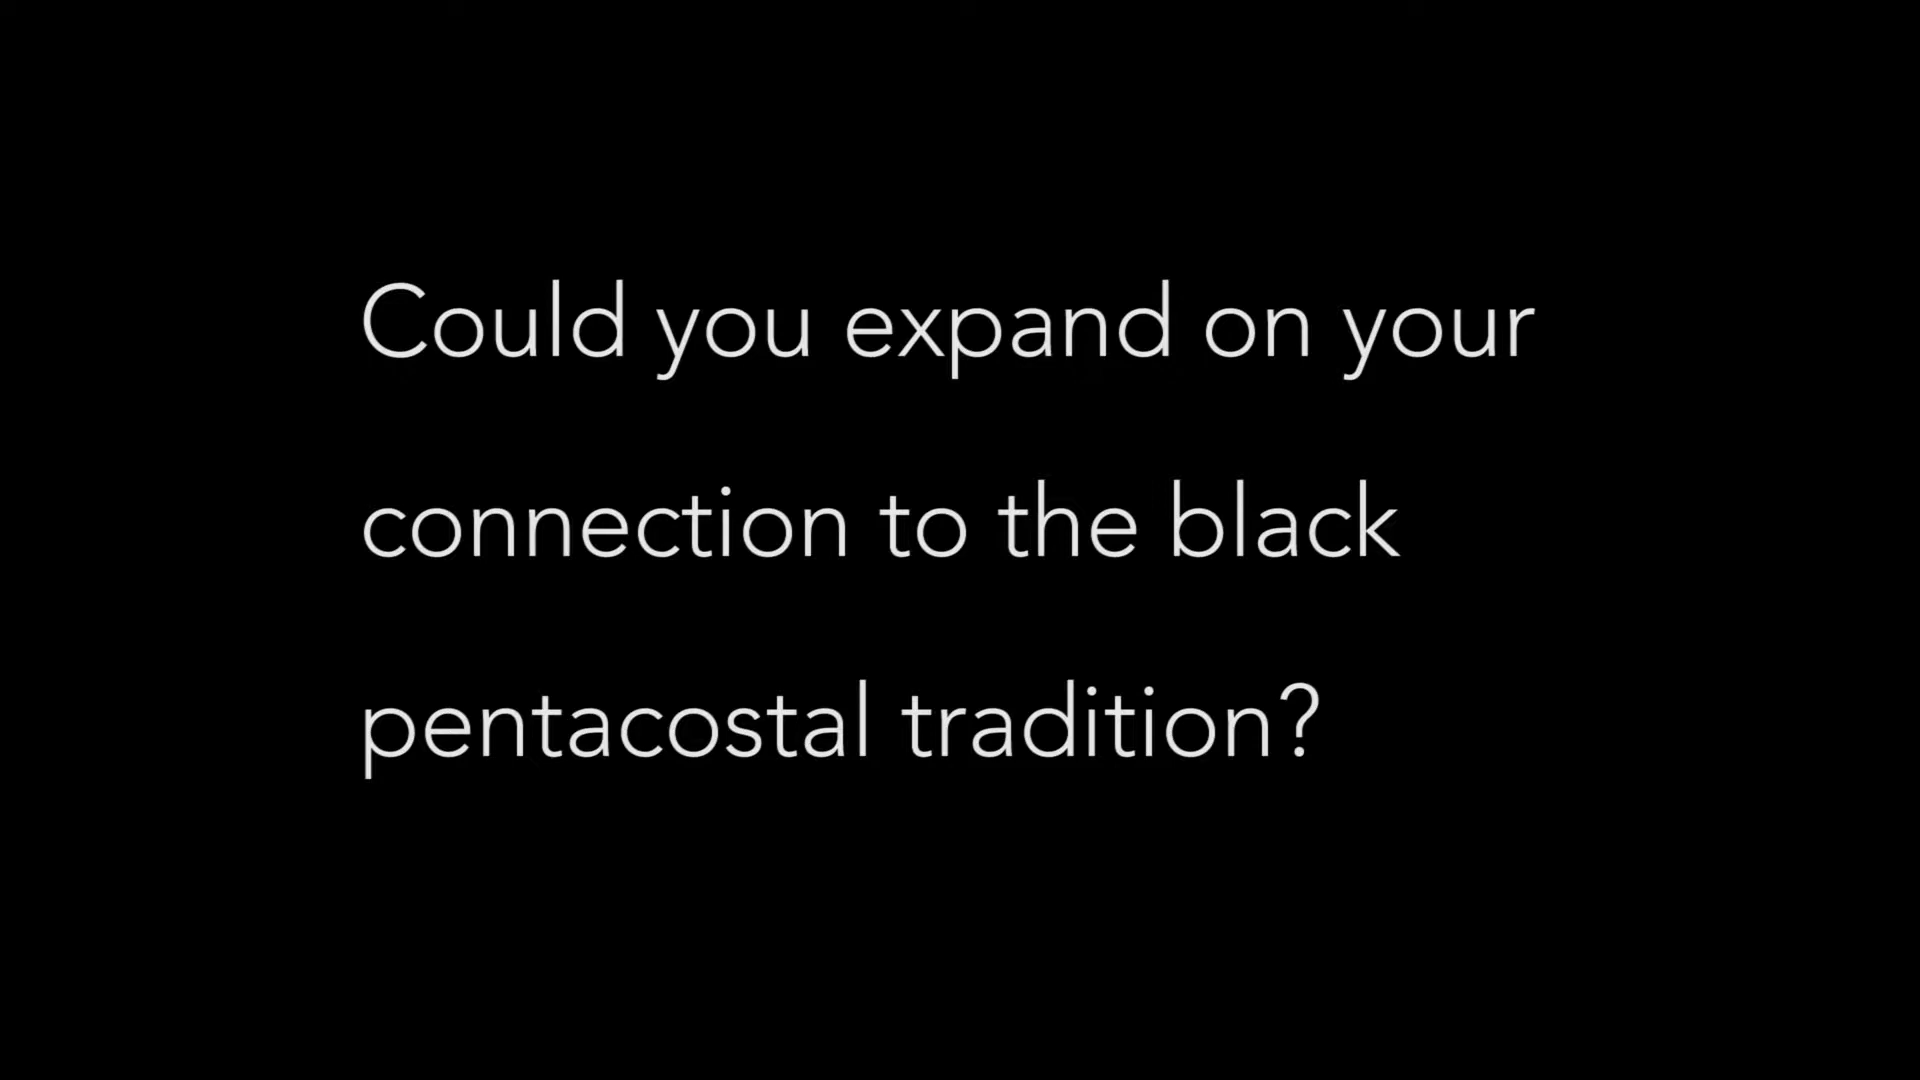 Could you expand on your
connection to the black
pentacostal tradition?